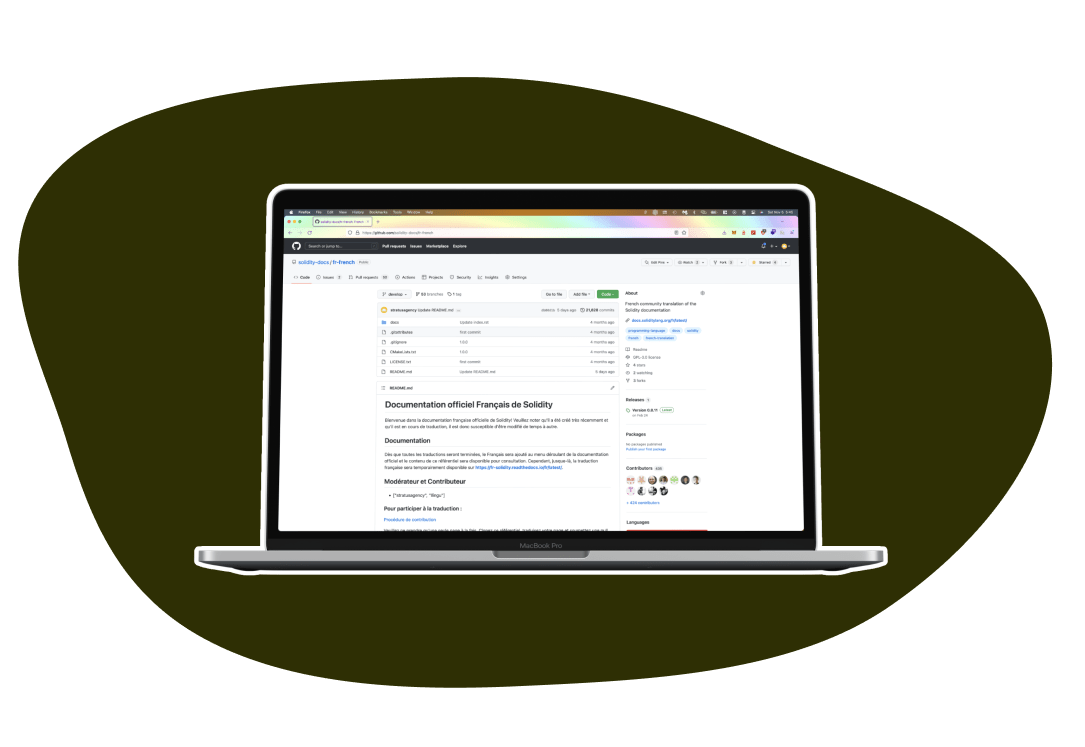 Firefox File Edit View History Bookmarks Tools Window Help
solidity-docs/fr-french: french
https://github.com/solidity-docs/fr-french
Search or jump to...
Pull requests Issues Marketplace Explore
solidity-docs / fr-french Public
Edit Pins Watch 2 Fork 3 Starred 4
Code Issues Pull requests Actions Projects Security Insights Settings
develop 53 branches 1 tag
Go to file Add file Code
stratusagency Update README.md
5 days ago 21,828 commits
docs Update index.rst 4 months ago
.gitattributes first commit 4 months ago
.gitignore 1.0.0 4 months ago
CMakeLists.txt 1.0.0 4 months ago
LICENSE.txt first commit 4 months ago
README.md Update README.md 5 days ago
README.md
Documentation officiel Français de Solidity
Bienvenue dans la documentation française officielle de Solidity! Veuillez noter qu'il a été créé très récemment et
qu'il est en cours de traduction, il est donc susceptible d'être modifié de temps à autre.
Documentation
Dès que toutes les traductions seront terminées, le Français sera ajouté au menu déroulant de la documentation
officiel et le contenu de ce référentiel sera disponible pour consultation. Cependant, jusque-là, la traduction
française sera temporairement disponible sur https://fr-solidity.readthedocs.io/fr/latest/.
Modérateur et Contributeur
Pour participer à la traduction :
Procédure de contribution
About
French community translation of the
Solidity documentation
docs.soliditylang.org/fr/latest/
programming-language docs solidity
french french-translation
Readme
GPL-3.0 license
4 stars
2 watching
3 forks
Releases 1
Version 0.8.11 Latest
on Feb 24
Packages
No packages published
Publish your first package
Contributors
+ 424 contributors
Languages
MacBook Pro